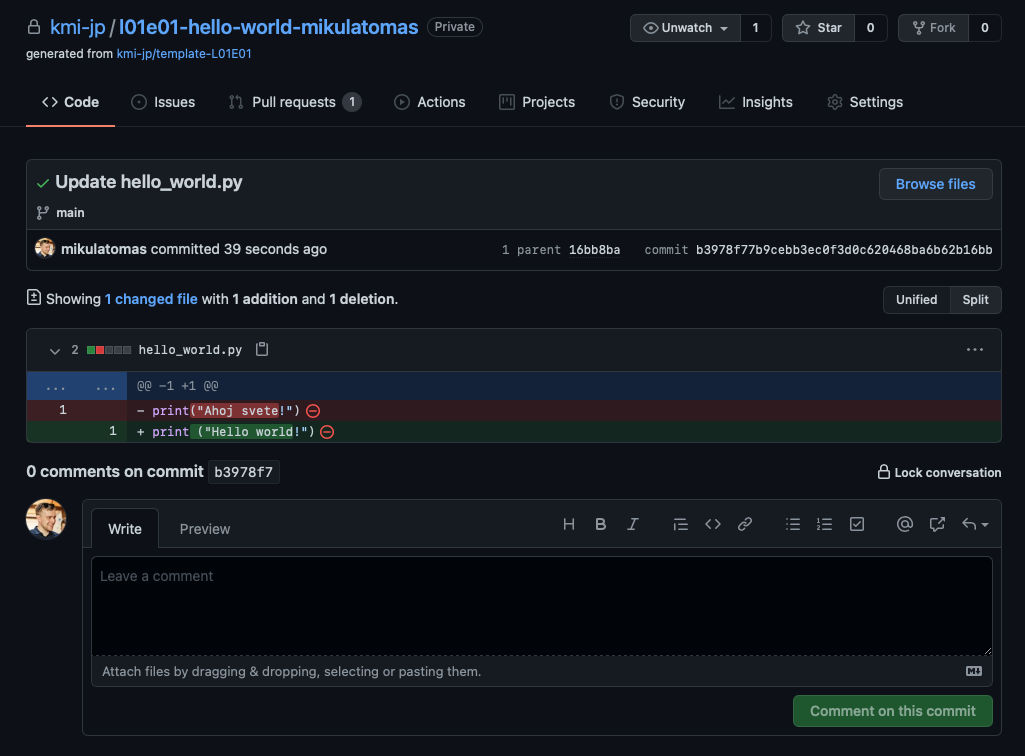 kmi-jp / l01e01-hello-world-mikulatomas Private Unwatch 1 Star 0 Fork 0
generated from kmi-jp/template-L01E01
Code Issues Pull requests 1 Actions Projects Security Insights Settings
Update hello_world.py
Browse files
main
mikulatomas committed 39 seconds ago 1 parent 16bb8ba commit b3978f77b9cebb3ec0f3d0c620468ba6b62b16bb
Showing 1 changed file with 1 addition and 1 deletion. Unified Split
2 hello_world.py ...
... ... @@ -1 +1 @@
1 - print("Ahoj svete!")
1 + print ("Hello world!")
0 comments on commit b3978f7 Lock conversation
Write Preview
Leave a comment
Attach files by dragging & dropping, selecting or pasting them.
Comment on this commit